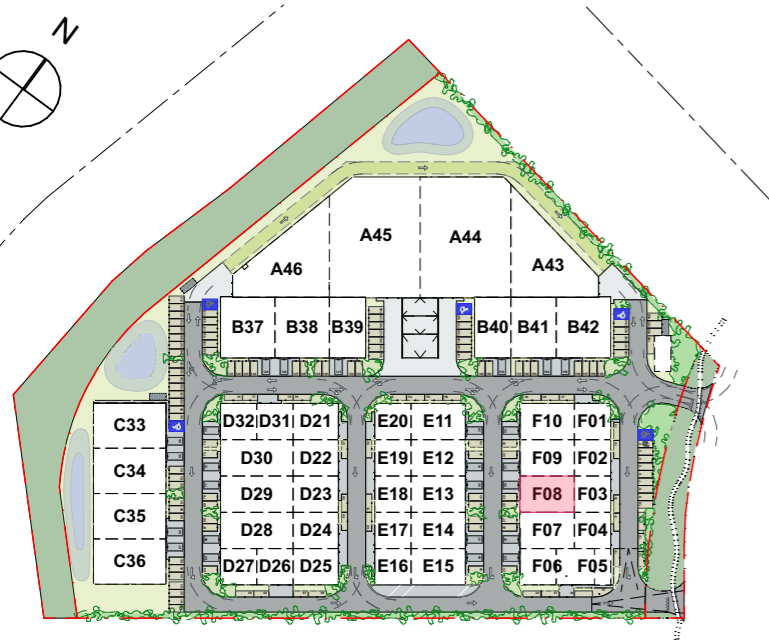 N
A45
A44
A46
A43
B37 B38 B39 B40 B41 B42
C33
C34
C35
C36
D32 D31 D21 E20 E11 F10 F01
D30 D22 E19 E12 F09 F02
D29 D23 E18 E13 F08 F03
D28 D24 E17 E14 F07 F04
D27 D26 D25 E16 E15 F06 F05